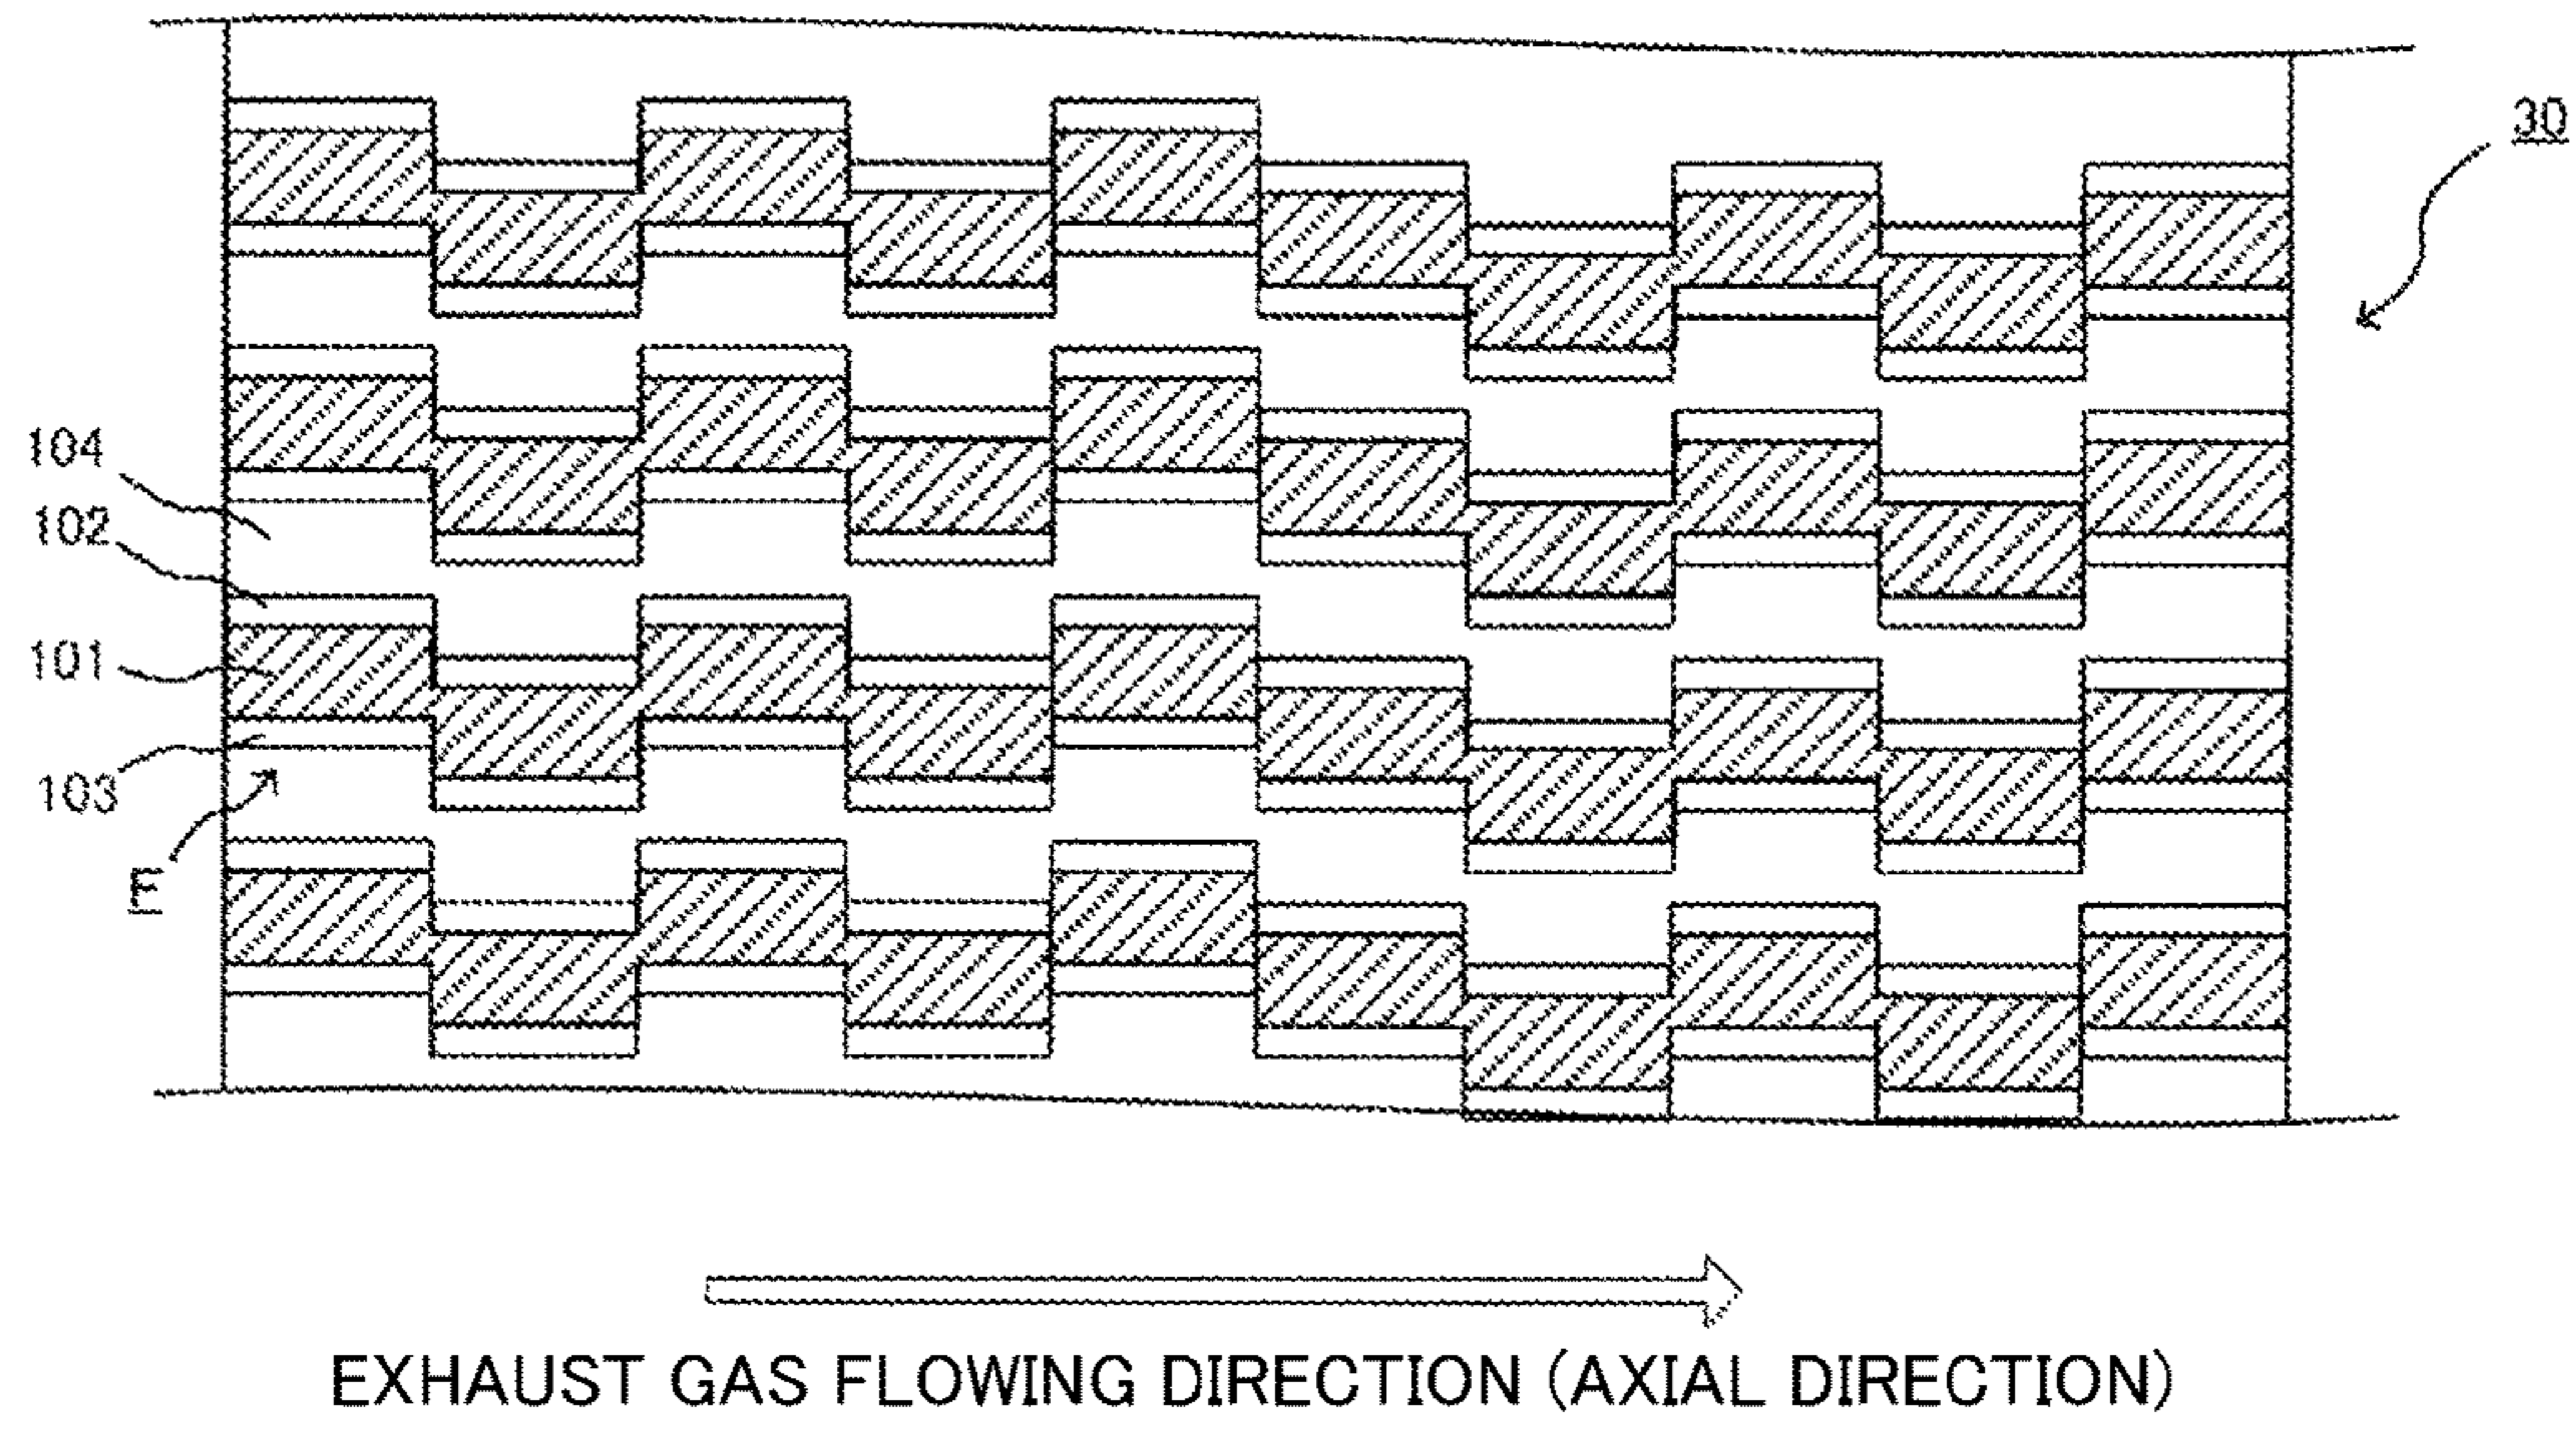 30
104
102
101
103
E
EXHAUST GAS FLOWING DIRECTION (AXIAL DIRECTION)